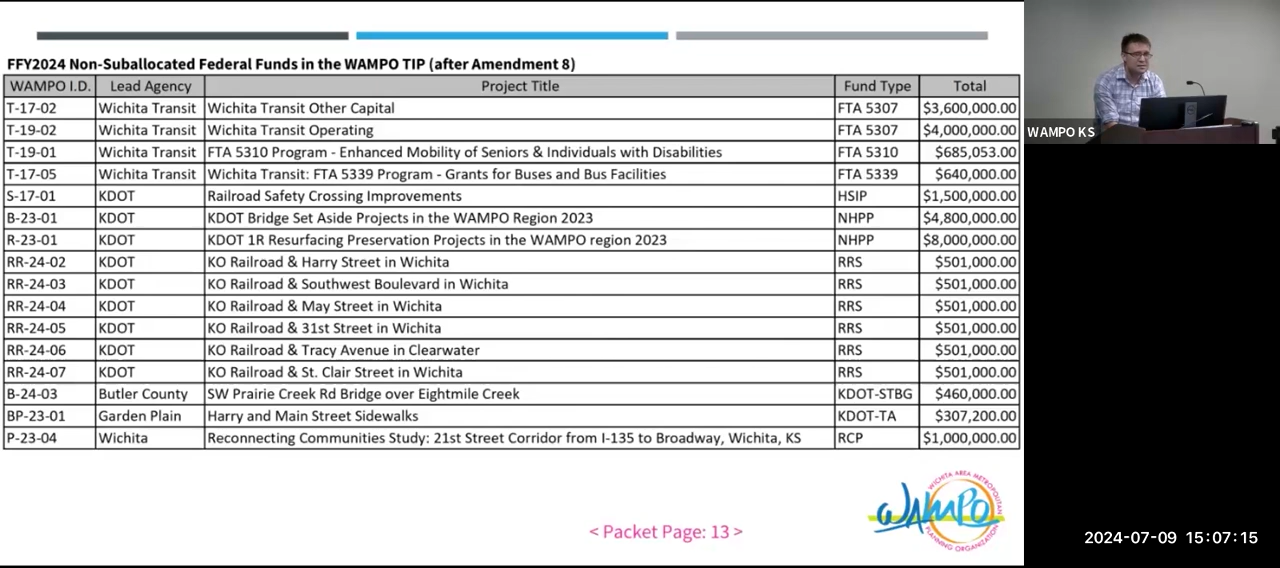 FFY2024 Non-Suballocated Federal Funds in the WAMPO TIP (after Amendment 8)
WAMPO I.D. Lead Agency Project Title Fund Type Total
T-17-02 Wichita Transit Wichita Transit Other Capital FTA 5307 $3,600,000.00
T-19-02 Wichita Transit Wichita Transit Operating FTA 5307 $4,000,000.00
T-19-01 Wichita Transit FTA 5310 Program - Enhanced Mobility of Seniors & Individuals with Disabilities FTA 5310 $685,053.00
T-17-05 Wichita Transit Wichita Transit: FTA 5339 Program - Grants for Buses and Bus Facilities FTA 5339 $640,000.00
S-17-01 KDOT Railroad Safety Crossing Improvements HSIP $1,500,000.00
B-23-01 KDOT KDOT Bridge Set Aside Projects in the WAMPO Region 2023 NHPP $4,800,000.00
R-23-01 KDOT KDOT 1R Resurfacing Preservation Projects in the WAMPO region 2023 NHPP $8,000,000.00
RR-24-02 KDOT KO Railroad & Harry Street in Wichita RRS $501,000.00
RR-24-03 KDOT KO Railroad & Southwest Boulevard in Wichita RRS $501,000.00
RR-24-04 KDOT KO Railroad & May Street in Wichita RRS $501,000.00
RR-24-05 KDOT KO Railroad & 31st Street in Wichita RRS $501,000.00
RR-24-06 KDOT KO Railroad & Tracy Avenue in Clearwater RRS $501,000.00
RR-24-07 KDOT KO Railroad & St. Clair Street in Wichita RRS $501,000.00
B-24-03 Butler County SW Prairie Creek Rd Bridge over Eightmile Creek KDOT-STBG $460,000.00
BP-23-01 Garden Plain Harry and Main Street Sidewalks KDOT-TA $307,200.00
P-23-04 Wichita Reconnecting Communities Study: 21st Street Corridor from I-135 to Broadway, Wichita, KS RCP $1,000,000.00
< Packet Page: 13 >
WICHITA AREA METROPOLITAN
WAMPO
PLANNING ORGANIZATION
WAMPO KS
2024-07-09 15:07:15